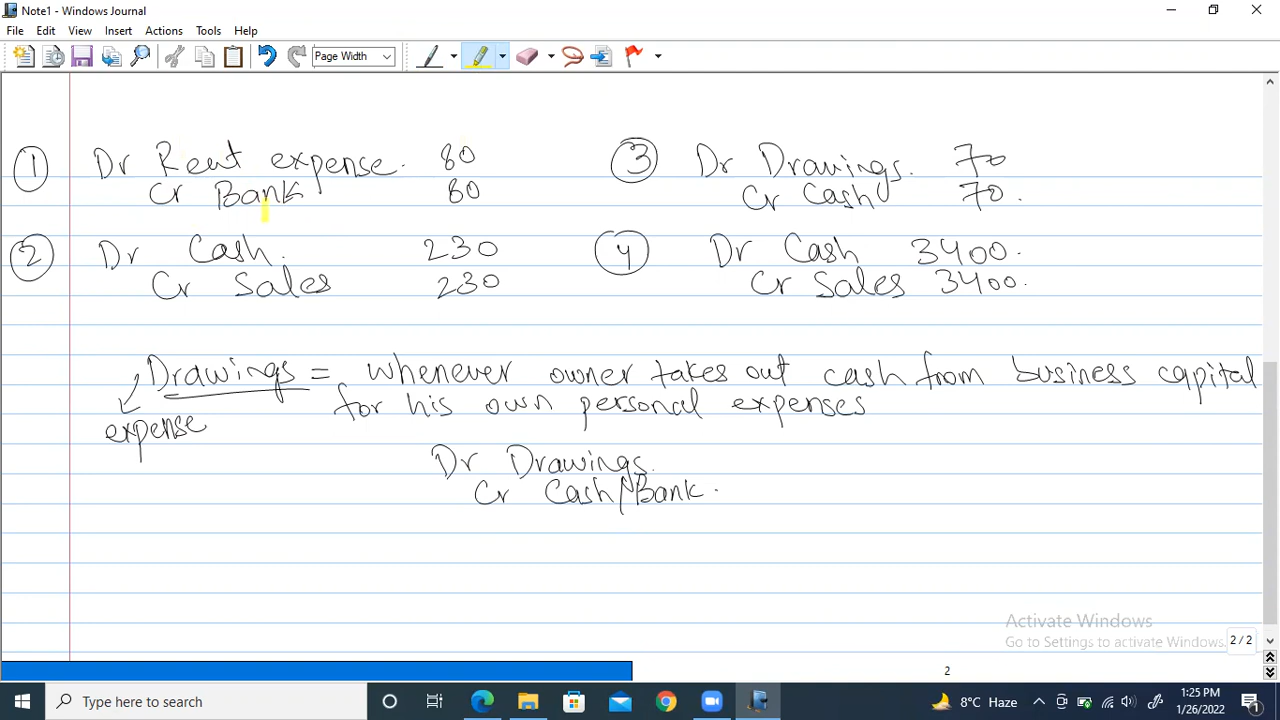 Note1 - Windows Journal
File Edit View Insert Actions Tools Help
Page Width
1 Dr Rent expense. 80
Cr Bank 80
3 Dr Drawings. 70
Cr Cash 70.
2 Dr Cash. 230
Cr Sales 230
4 Dr Cash 3400.
Cr Sales 3400.
Drawings = whenever owner takes out cash from business capital
for his own personal expenses
expense
Dr Drawings.
Cr Cash/Bank.
Activate Windows
Go to Settings to activate Windows.
2 / 2
2
Type here to search
8°C Haze
1:25 PM
1/26/2022
1